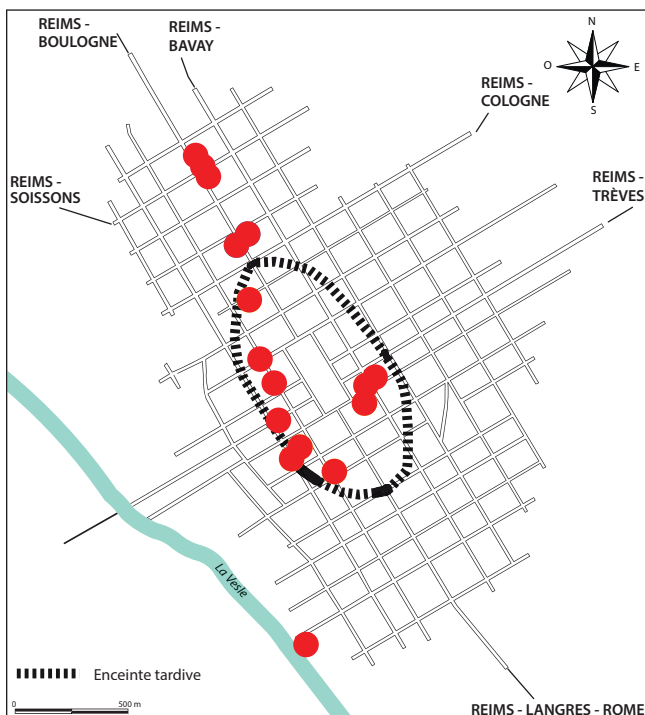 REIMS -
BOULOGNE
REIMS -
BAVAY
N
O
E
S
REIMS -
COLOGNE
REIMS -
SOISSONS
REIMS -
TRÈVES
La Vesle
Enceinte tardive
0
500 m
REIMS - LANGRES - ROME